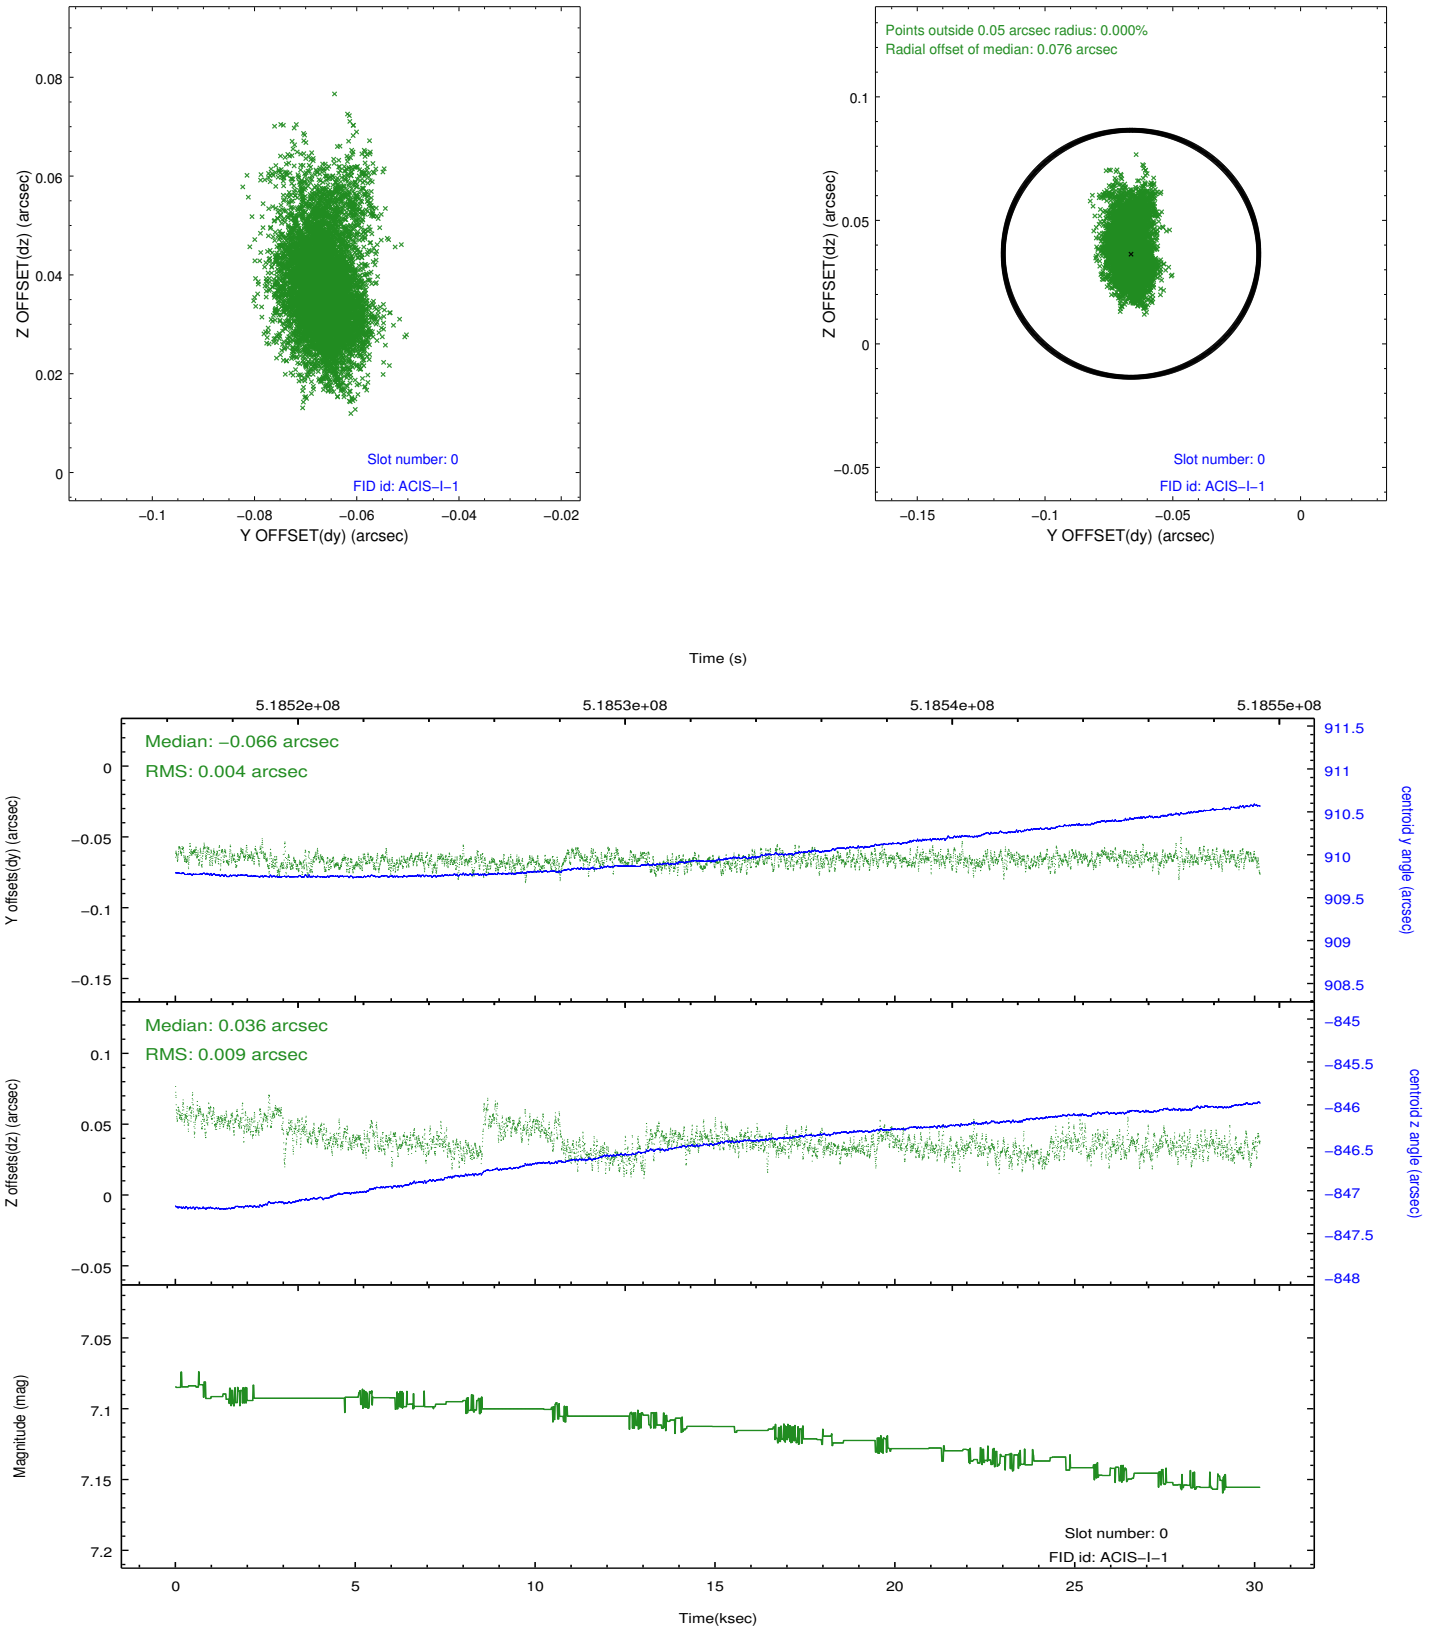 0.08
0.06
0.04
0.02
0
Z OFFSET(dz) (arcsec)
Slot number: 0
FID id: ACIS−I−1
−0.1
−0.08
−0.06
−0.04
−0.02
Y OFFSET(dy) (arcsec)
Points outside 0.05 arcsec radius: 0.000%
Radial offset of median: 0.076 arcsec
0.1
0.05
0
−0.05
Z OFFSET(dz) (arcsec)
Slot number: 0
FID id: ACIS−I−1
−0.15
−0.1
−0.05
0
Y OFFSET(dy) (arcsec)
Time (s)
5.1852e+08
5.1853e+08
5.1854e+08
5.1855e+08
Median: −0.066 arcsec
RMS: 0.004 arcsec
0
−0.05
−0.1
−0.15
Y offsets(dy) (arcsec)
911.5
911
910.5
910
909.5
909
908.5
centroid y angle (arcsec)
Median: 0.036 arcsec
RMS: 0.009 arcsec
0.1
0.05
0
−0.05
Z offsets(dz) (arcsec)
−845
−845.5
−846
−846.5
−847
−847.5
−848
centroid z angle (arcsec)
7.05
7.1
7.15
7.2
Magnitude (mag)
Slot number: 0
FID id: ACIS−I−1
0
5
10
15
20
25
30
Time(ksec)